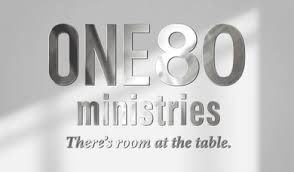 ONE80
ministries
There's room at the table.